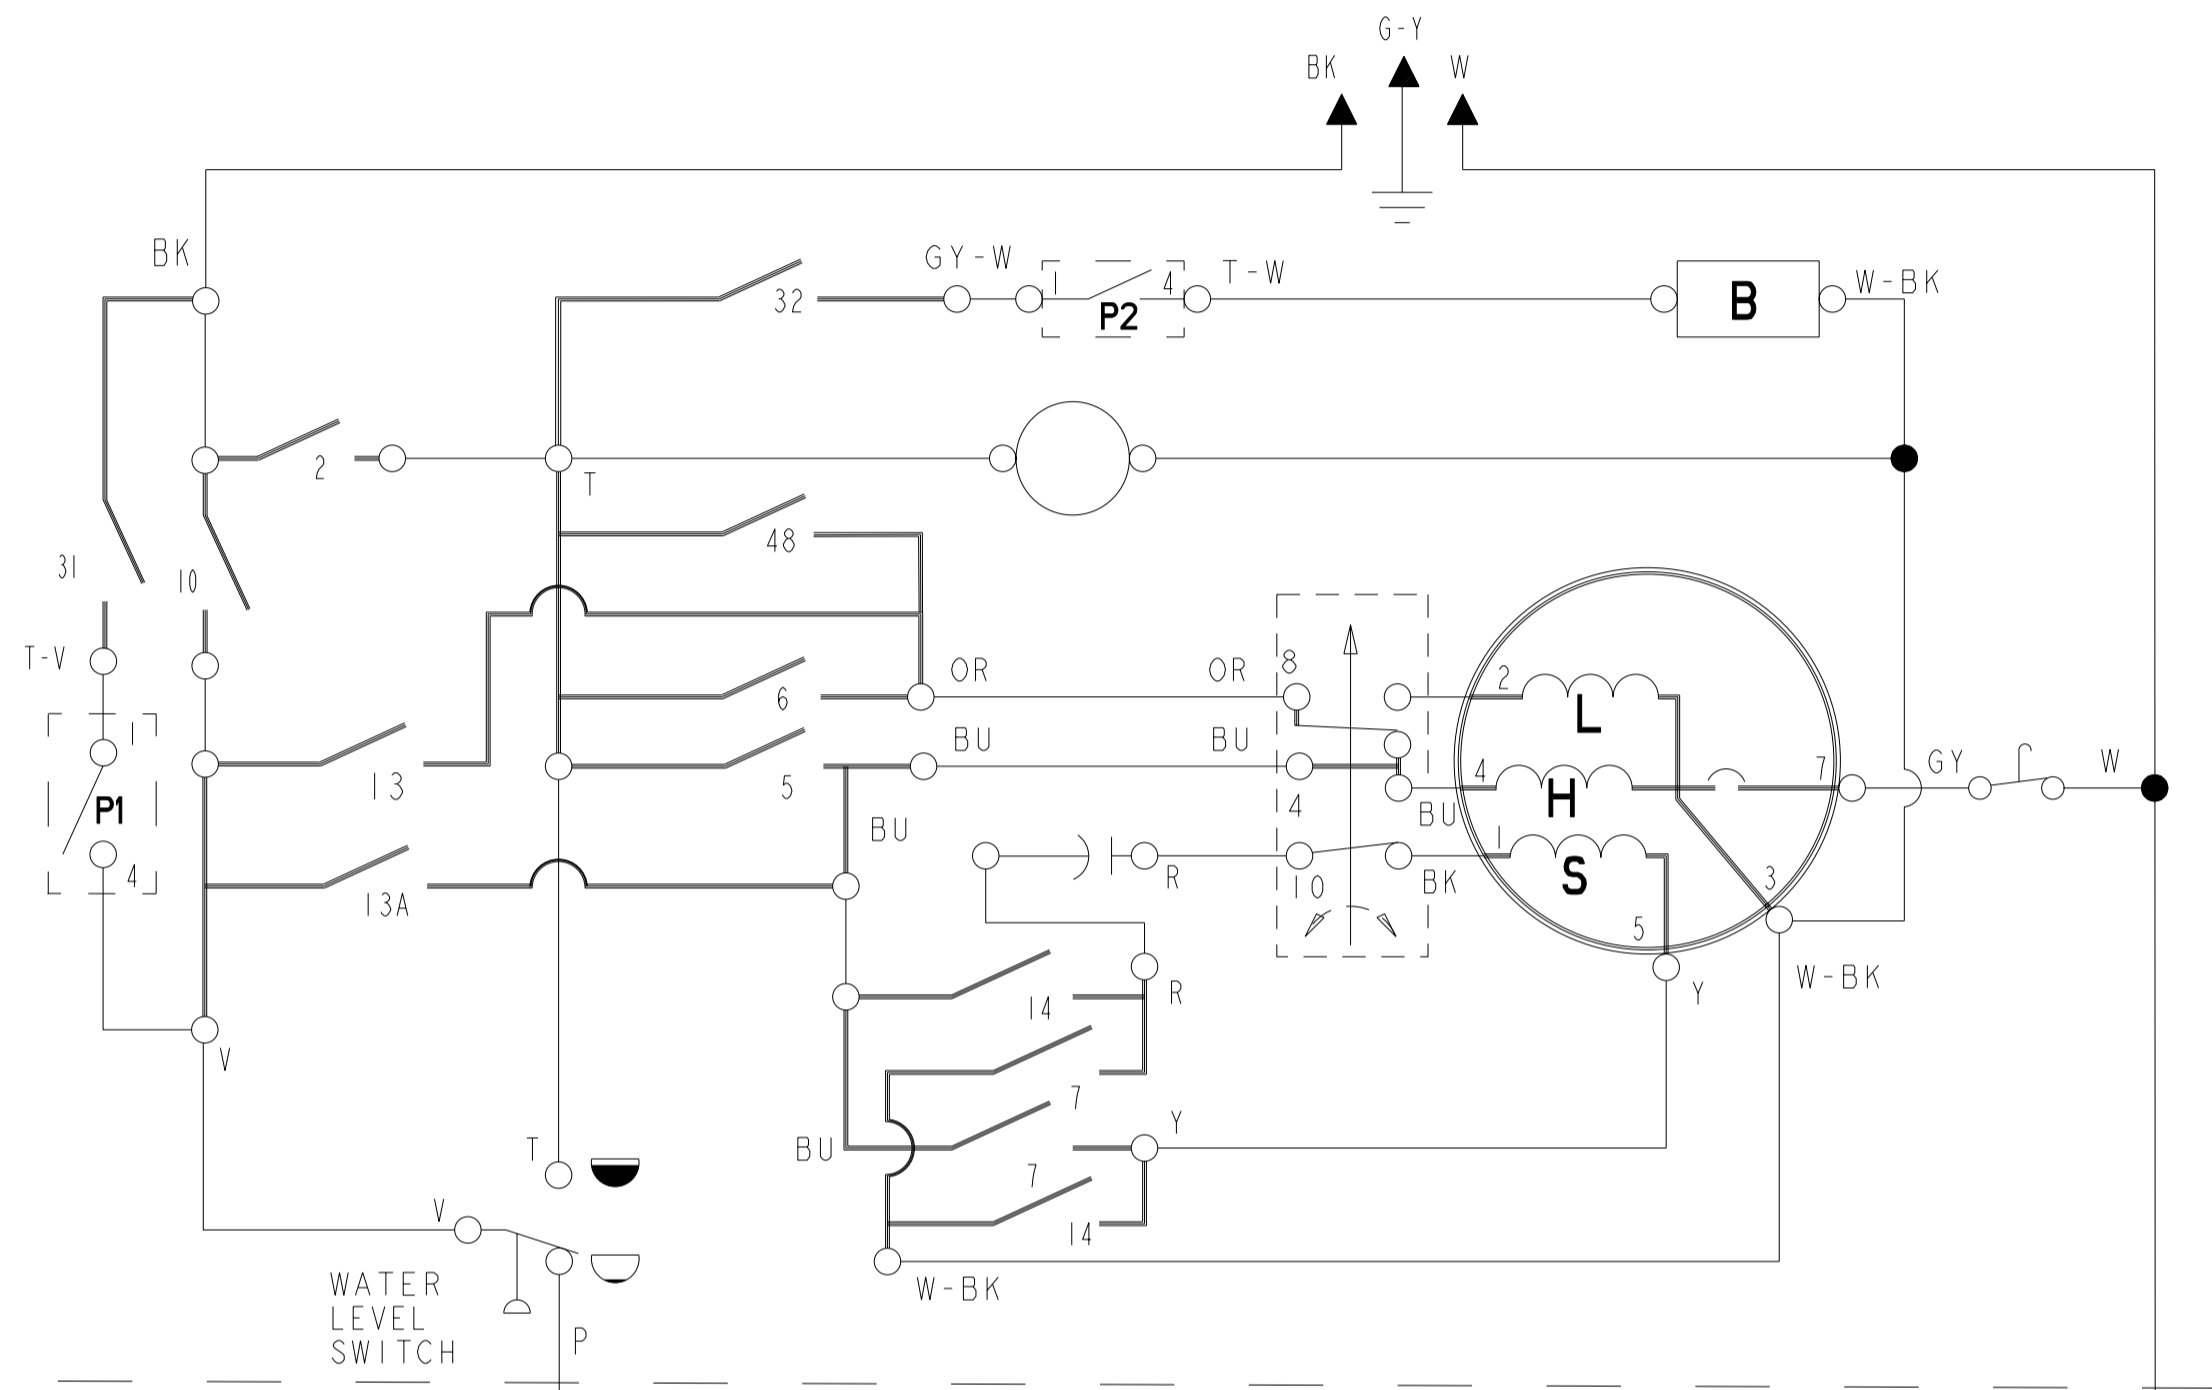 G-Y
BK W
BK
GY-W 1 4 T-W W-BK
32 P2 B
2 T
48
31 10
T-V OR OR 8 2
6 L
1 BU BU
13 5 4 7 GY W
P1 4 H BU
BU 1
4 R 10 BK S 3
13A 5
14 R Y W-BK
V
7
T BU Y
7
V 14
WATER W-BK
LEVEL
SWITCH P